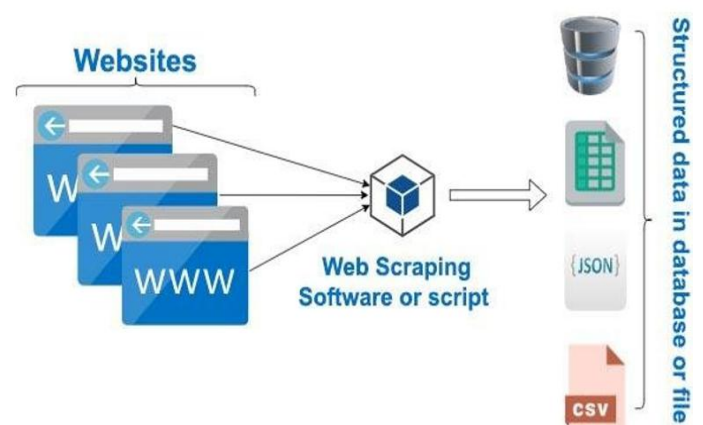 Websites
W
W
WWW
Web Scraping
Software or script
{JSON}
CSV
Structured data in database or file